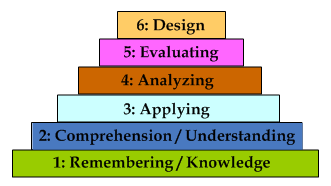 6: Design
5: Evaluating
4: Analyzing
3: Applying
2: Comprehension / Understanding
1: Remembering / Knowledge